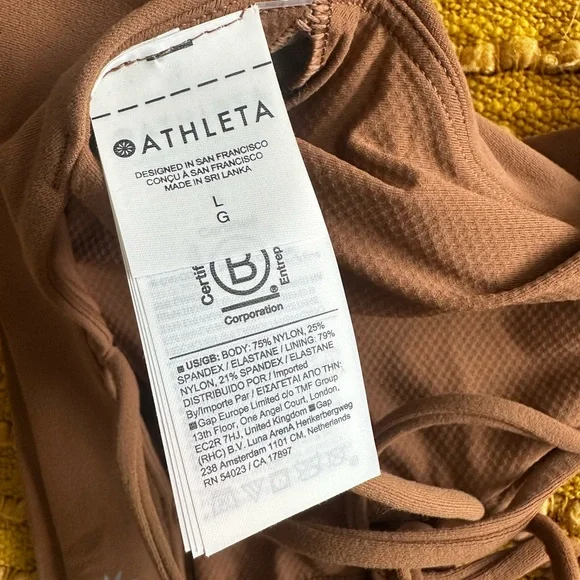 ATHLETA
DESIGNED IN SAN FRANCISCO
CONÇU À SAN FRANCISCO
MADE IN SRI LANKA
L
G
Certif
B
®
Entrep
Corporation
■ US/GB: BODY: 75% NYLON, 25%
SPANDEX / ELASTANE / LINING: 79%
NYLON, 21% SPANDEX / ELASTANE
DISTRIBUIDO POR / Imported
By/Importe Par / ΕΙΣΑΓΕΤΑΙ ΑΠΟ ΤΗΝ:
■ Gap Europe Limited c/o TMF Group
13th Floor, One Angel Court, London,
EC2R 7HJ, United Kingdom ■ Gap
(RHC) B.V. Luna ArenA Herikerbergweg
238 Amsterdam 1101 CM, Netherlands
RN 54023 / CA 17897